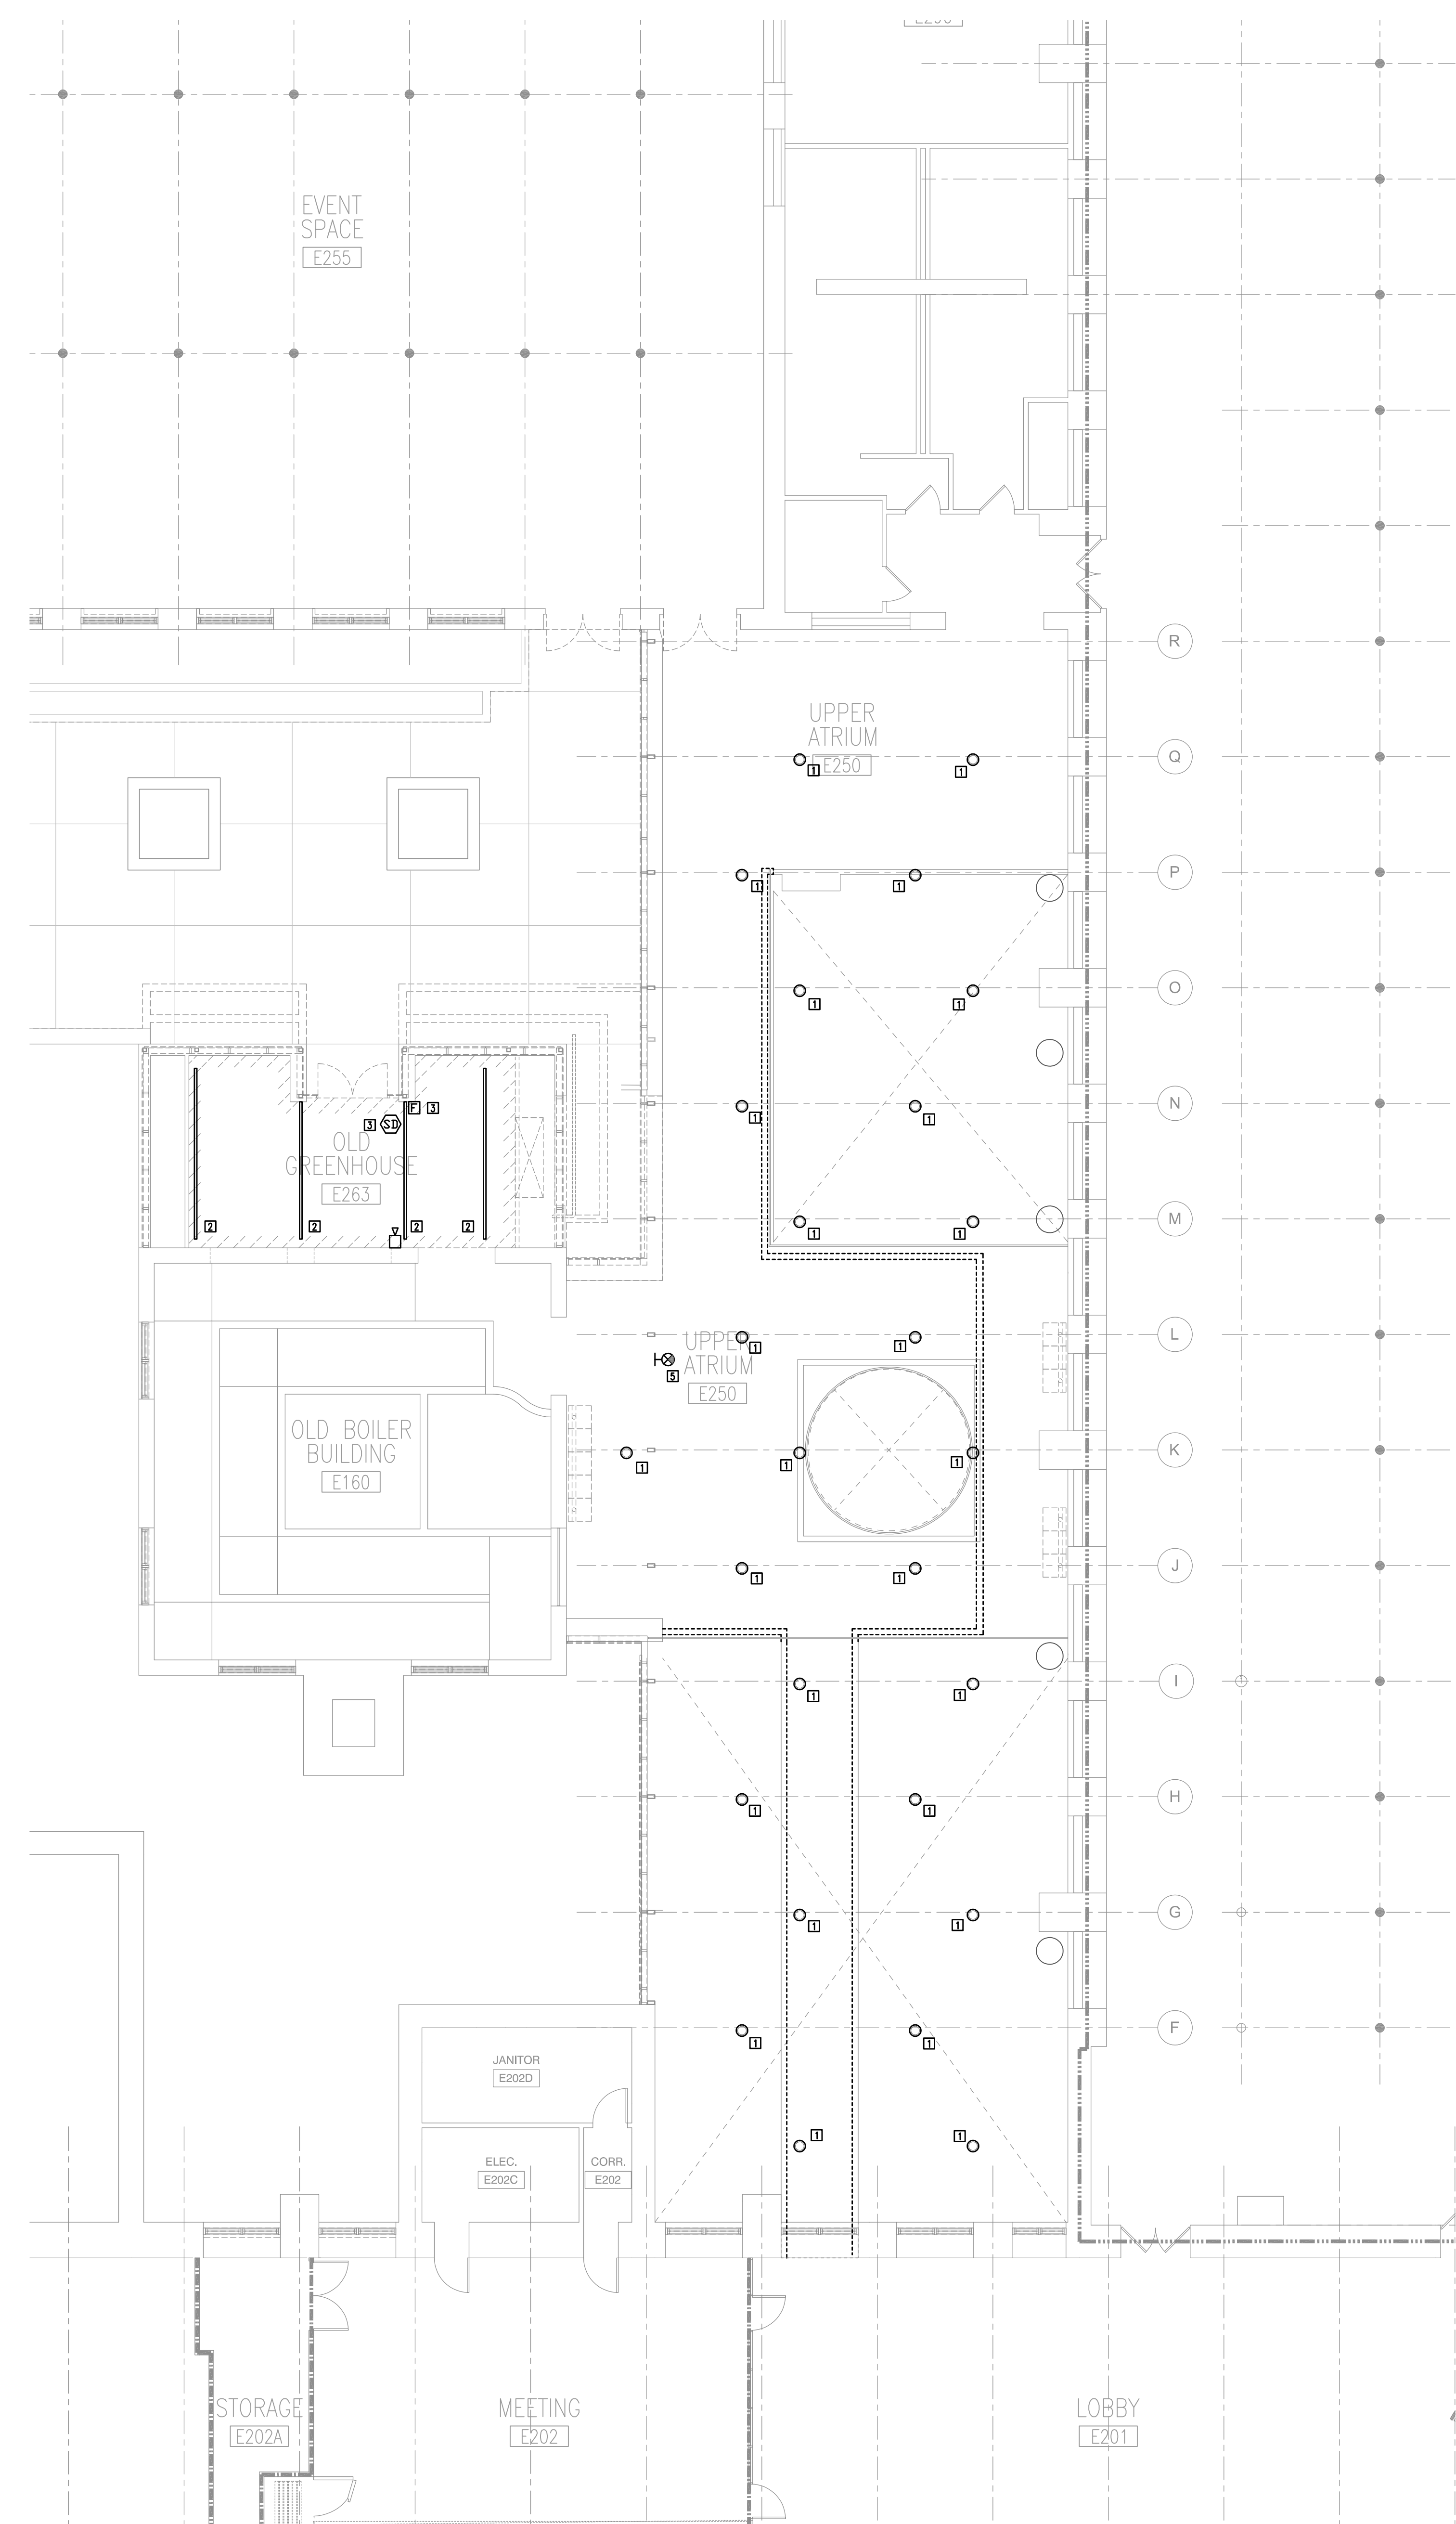 EVENT
SPACE
E255
R
UPPER
ATRIUM
E250
Q
1
1
P
1
1
O
1
1
N
1
1
F
3
3
SD
OLD
GREENHOUSE
E263
M
1
1
2
2
2
2
L
1
1
UPPER
ATRIUM
E250
5
OLD BOILER
BUILDING
E160
K
1
1
1
J
1
1
I
1
1
H
1
1
G
1
1
F
1
1
JANITOR
E202D
1
1
ELEC.
E202C
CORR.
E202
STORAGE
E202A
MEETING
E202
LOBBY
E201